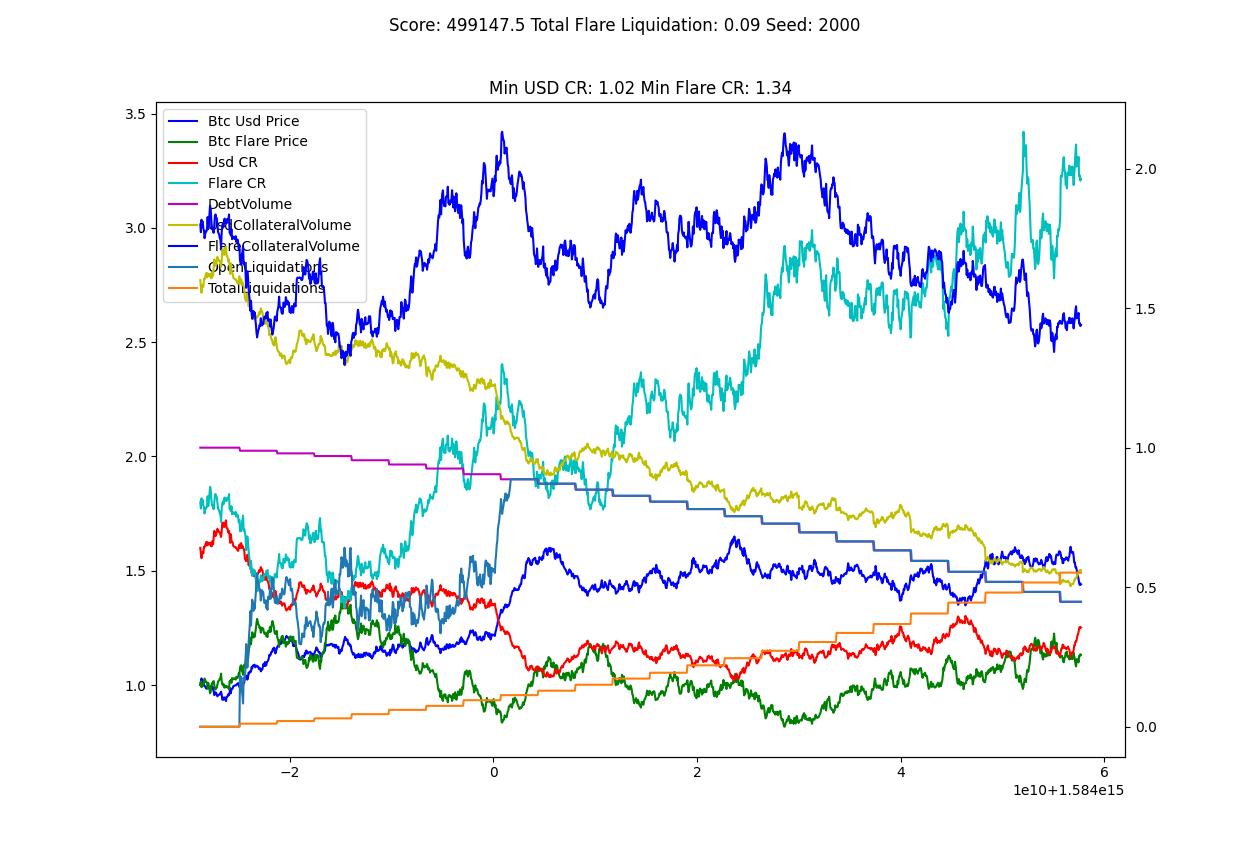 Score: 499147.5 Total Flare Liquidation: 0.09 Seed: 2000
Min USD CR: 1.02 Min Flare CR: 1.34
3.5
3.0
2.5
2.0
1.5
1.0
Btc Usd Price
Btc Flare Price
Usd CR
Flare CR
DebtVolume
UsdCollateralVolume
FlareCollateralVolume
OpenLiquidations
TotalLiquidations
2.0
1.5
1.0
0.5
0.0
−2
0
2
4
6
1e10+1.584e15